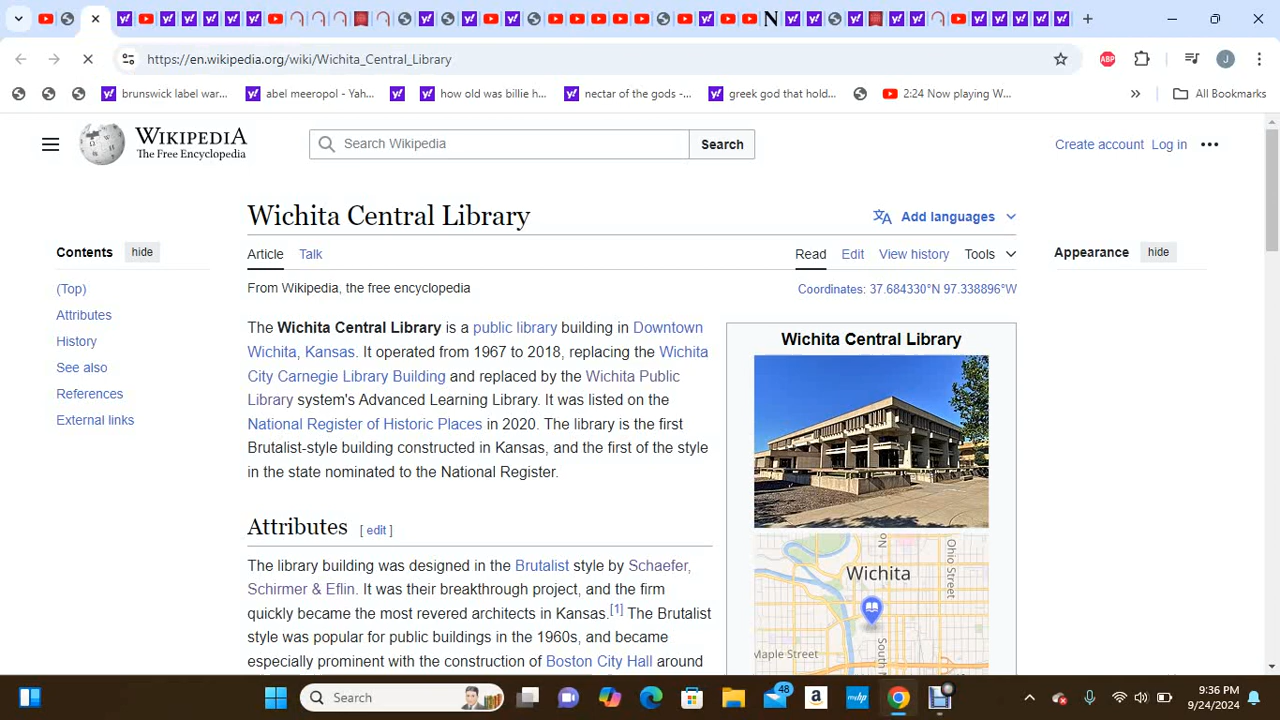 https://en.wikipedia.org/wiki/Wichita_Central_Library
ABP
J
brunswick label war...
abel meeropol - Yah...
how old was billie h...
nectar of the gods -...
greek god that hold...
2:24 Now playing W...
All Bookmarks
WIKIPEDIA
The Free Encyclopedia
Search Wikipedia
Search
Create account Log in
Wichita Central Library
Add languages
Contents hide
Article Talk
Read Edit View history Tools
Appearance hide
(Top)
Attributes
History
See also
References
External links
From Wikipedia, the free encyclopedia
Coordinates: 37.684330°N 97.338896°W
The Wichita Central Library is a public library building in Downtown
Wichita, Kansas. It operated from 1967 to 2018, replacing the Wichita
City Carnegie Library Building and replaced by the Wichita Public
Library system's Advanced Learning Library. It was listed on the
National Register of Historic Places in 2020. The library is the first
Brutalist-style building constructed in Kansas, and the first of the style
in the state nominated to the National Register.
Wichita Central Library
Attributes [ edit ]
The library building was designed in the Brutalist style by Schaefer,
Schirmer & Eflin. It was their breakthrough project, and the firm
quickly became the most revered architects in Kansas.[1] The Brutalist
style was popular for public buildings in the 1960s, and became
especially prominent with the construction of Boston City Hall around
Wichita
Ohio Street
Maple Street
Search
48
9:36 PM
9/24/2024